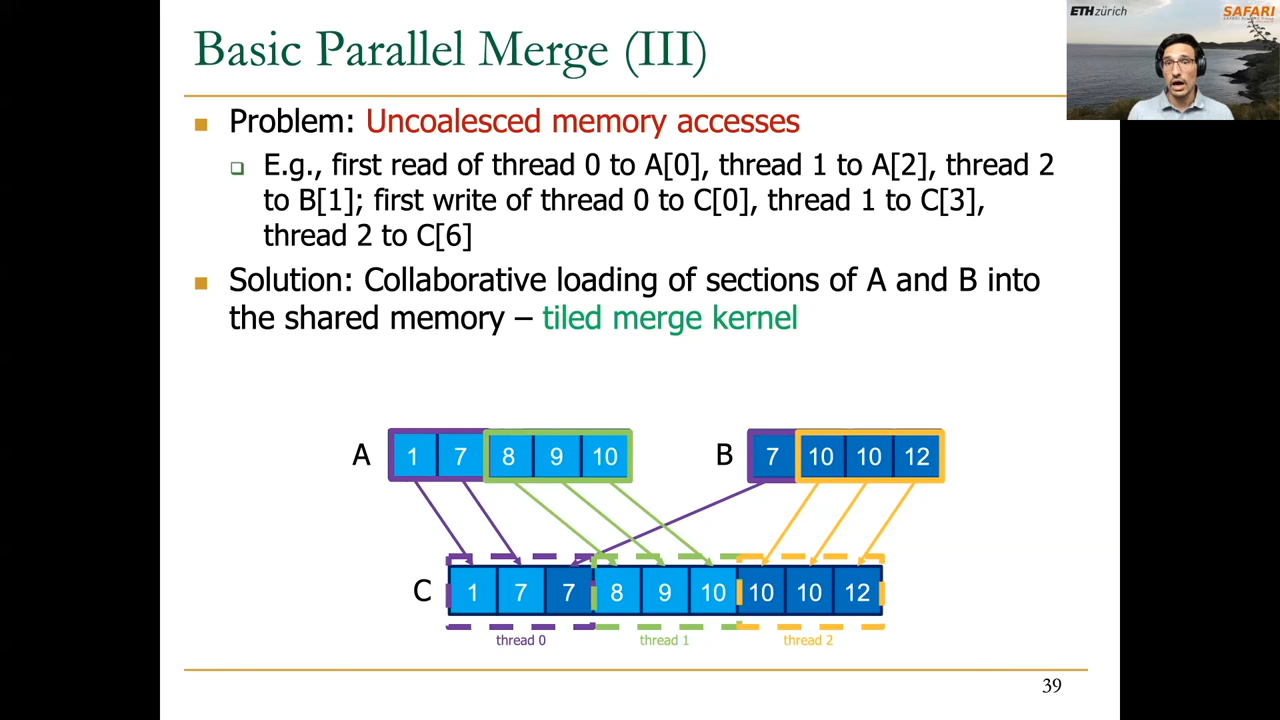 Basic Parallel Merge (III)
ETH zürich
SAFARI
Problem: Uncoalesced memory accesses
E.g., first read of thread 0 to A[0], thread 1 to A[2], thread 2
to B[1]; first write of thread 0 to C[0], thread 1 to C[3],
thread 2 to C[6]
Solution: Collaborative loading of sections of A and B into
the shared memory – tiled merge kernel
A 1 7 8 9 10 B 7 10 10 12
C 1 7 7 8 9 10 10 10 12
thread 0 thread 1 thread 2
39